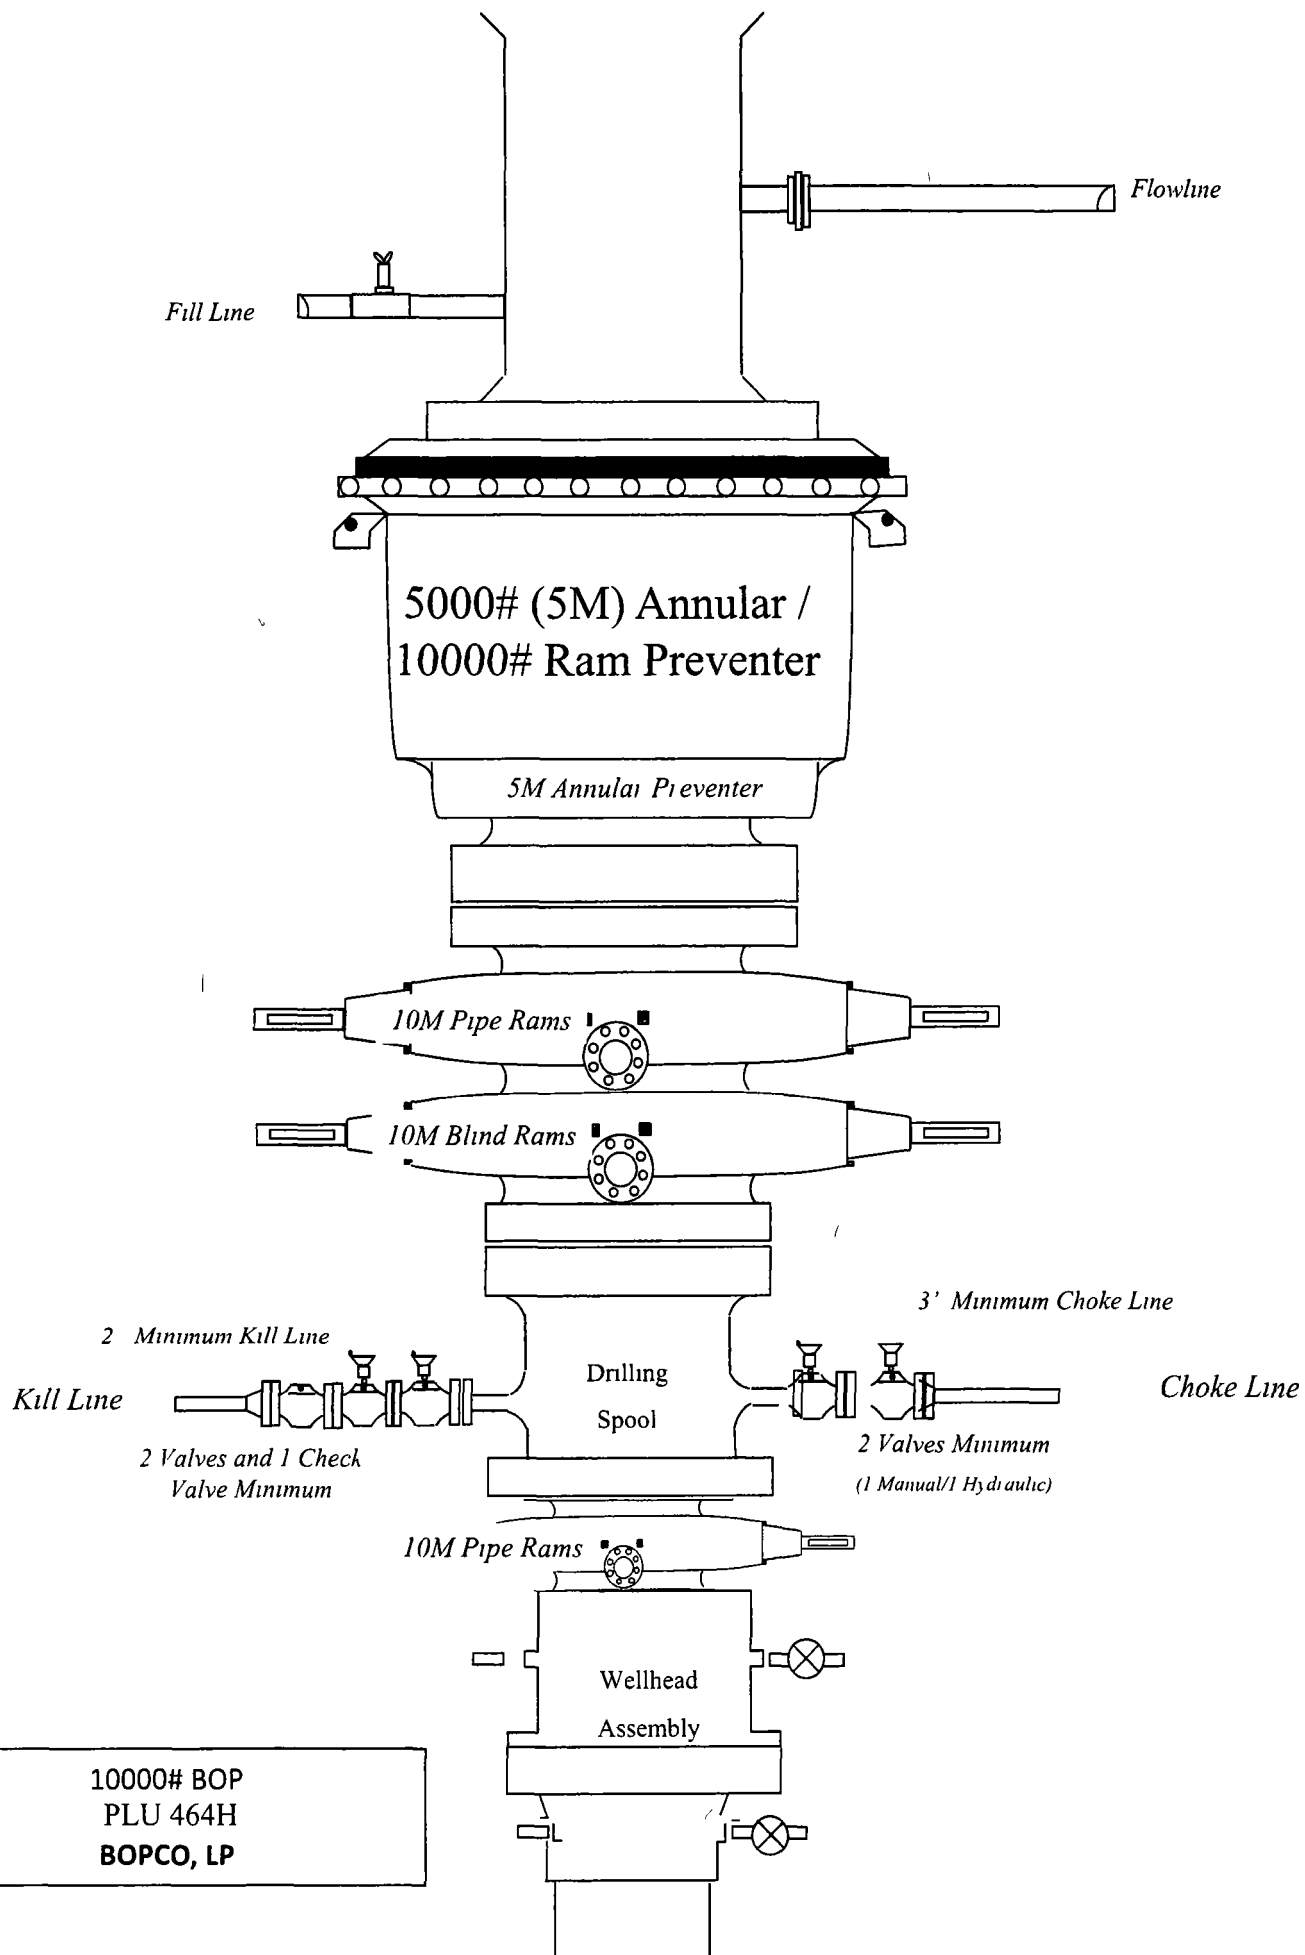 Flowline
Fill Line
5000# (5M) Annular /
10000# Ram Preventer
5M Annular Preventer
10M Pipe Rams
10M Blind Rams
3' Minimum Choke Line
2 Minimum Kill Line
Kill Line
Drilling
Spool
Choke Line
2 Valves and 1 Check
Valve Minimum
2 Valves Minimum
(1 Manual/1 Hydraulic)
10M Pipe Rams
Wellhead
Assembly
10000# BOP
PLU 464H
BOPCO, LP